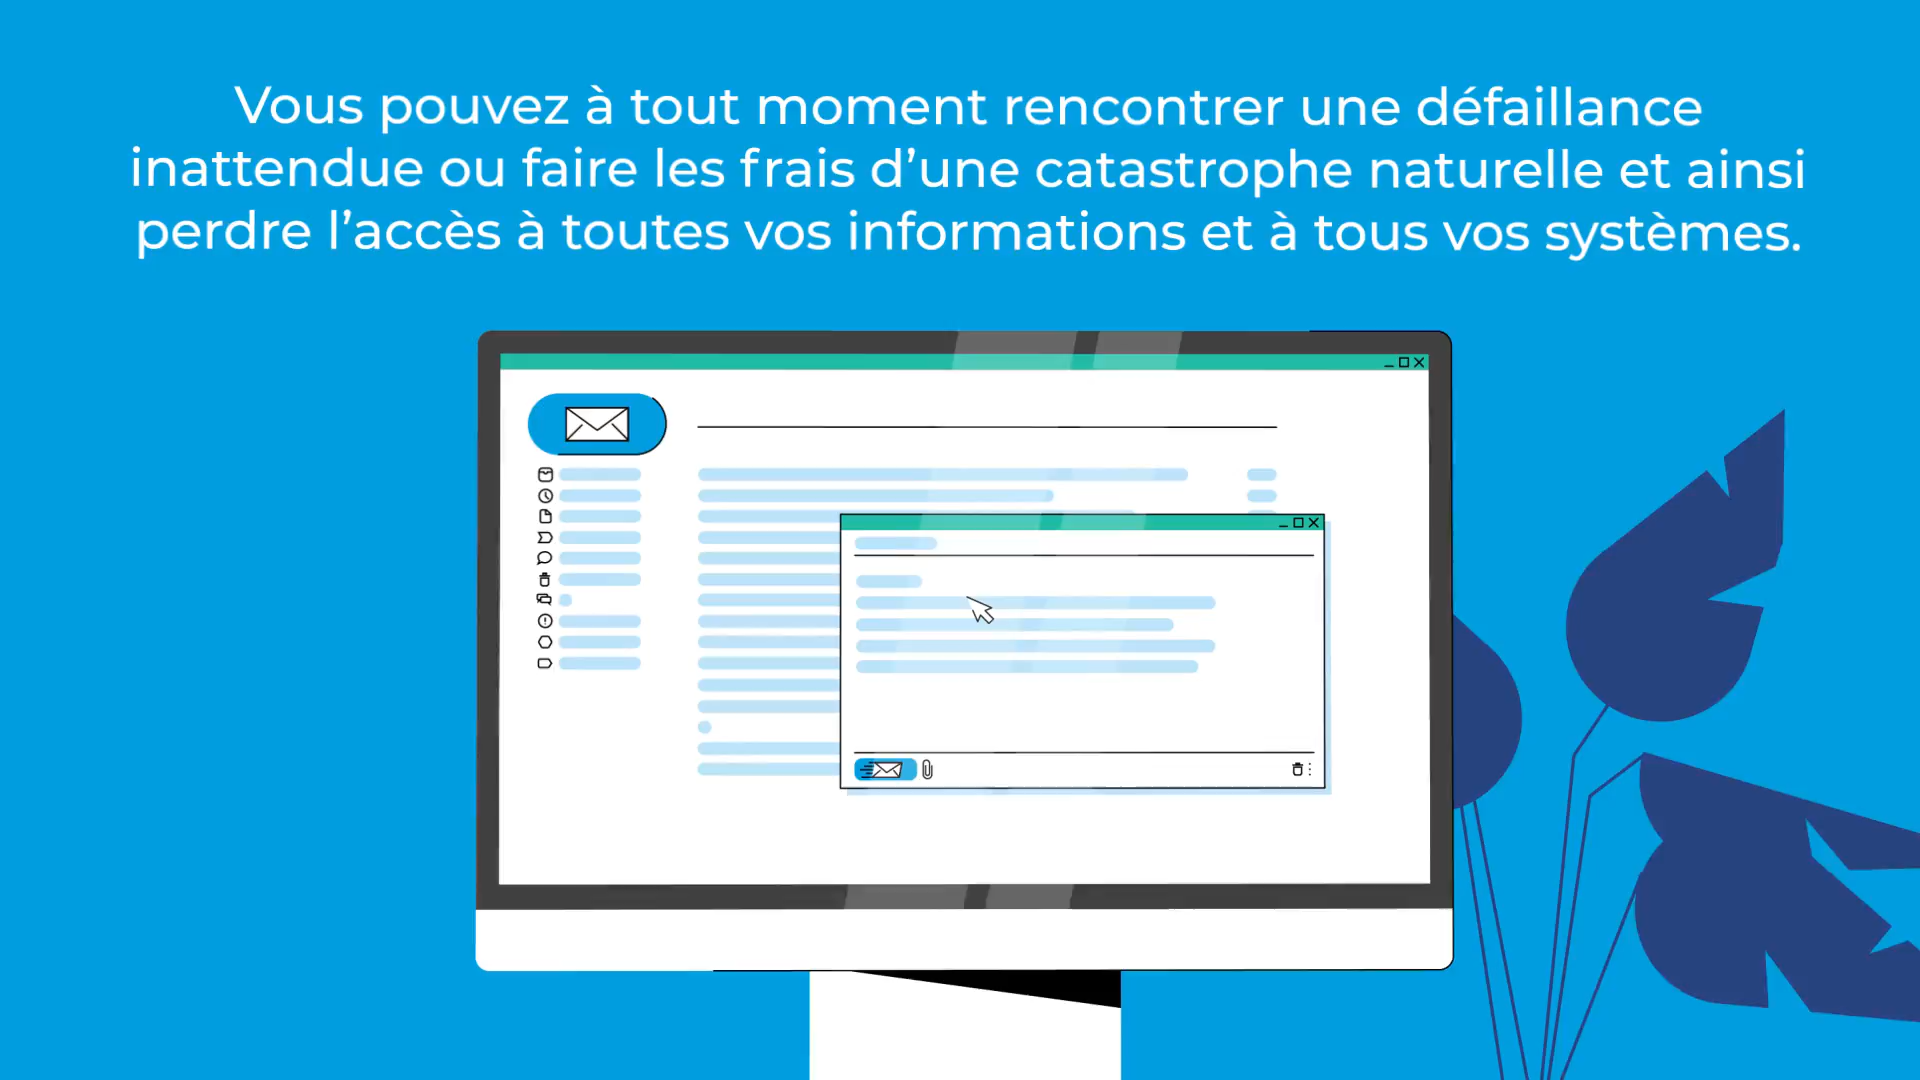 Vous pouvez à tout moment rencontrer une défaillance
inattendue ou faire les frais d’une catastrophe naturelle et ainsi
perdre l’accès à toutes vos informations et à tous vos systèmes.